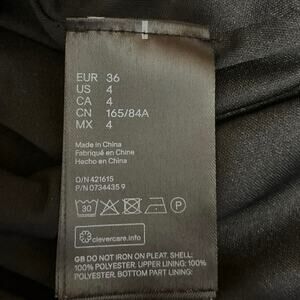 EUR 36
US 4
CA 4
CN 165/84A
MX 4
Made in China
Fabriqué en Chine
Hecho en China
O/N 421615
P/N 0734435 9
30
P
clevercare.info
GB DO NOT IRON ON PLEAT. SHELL:
100% POLYESTER. UPPER LINING: 100%
POLYESTER. BOTTOM PART LINING: